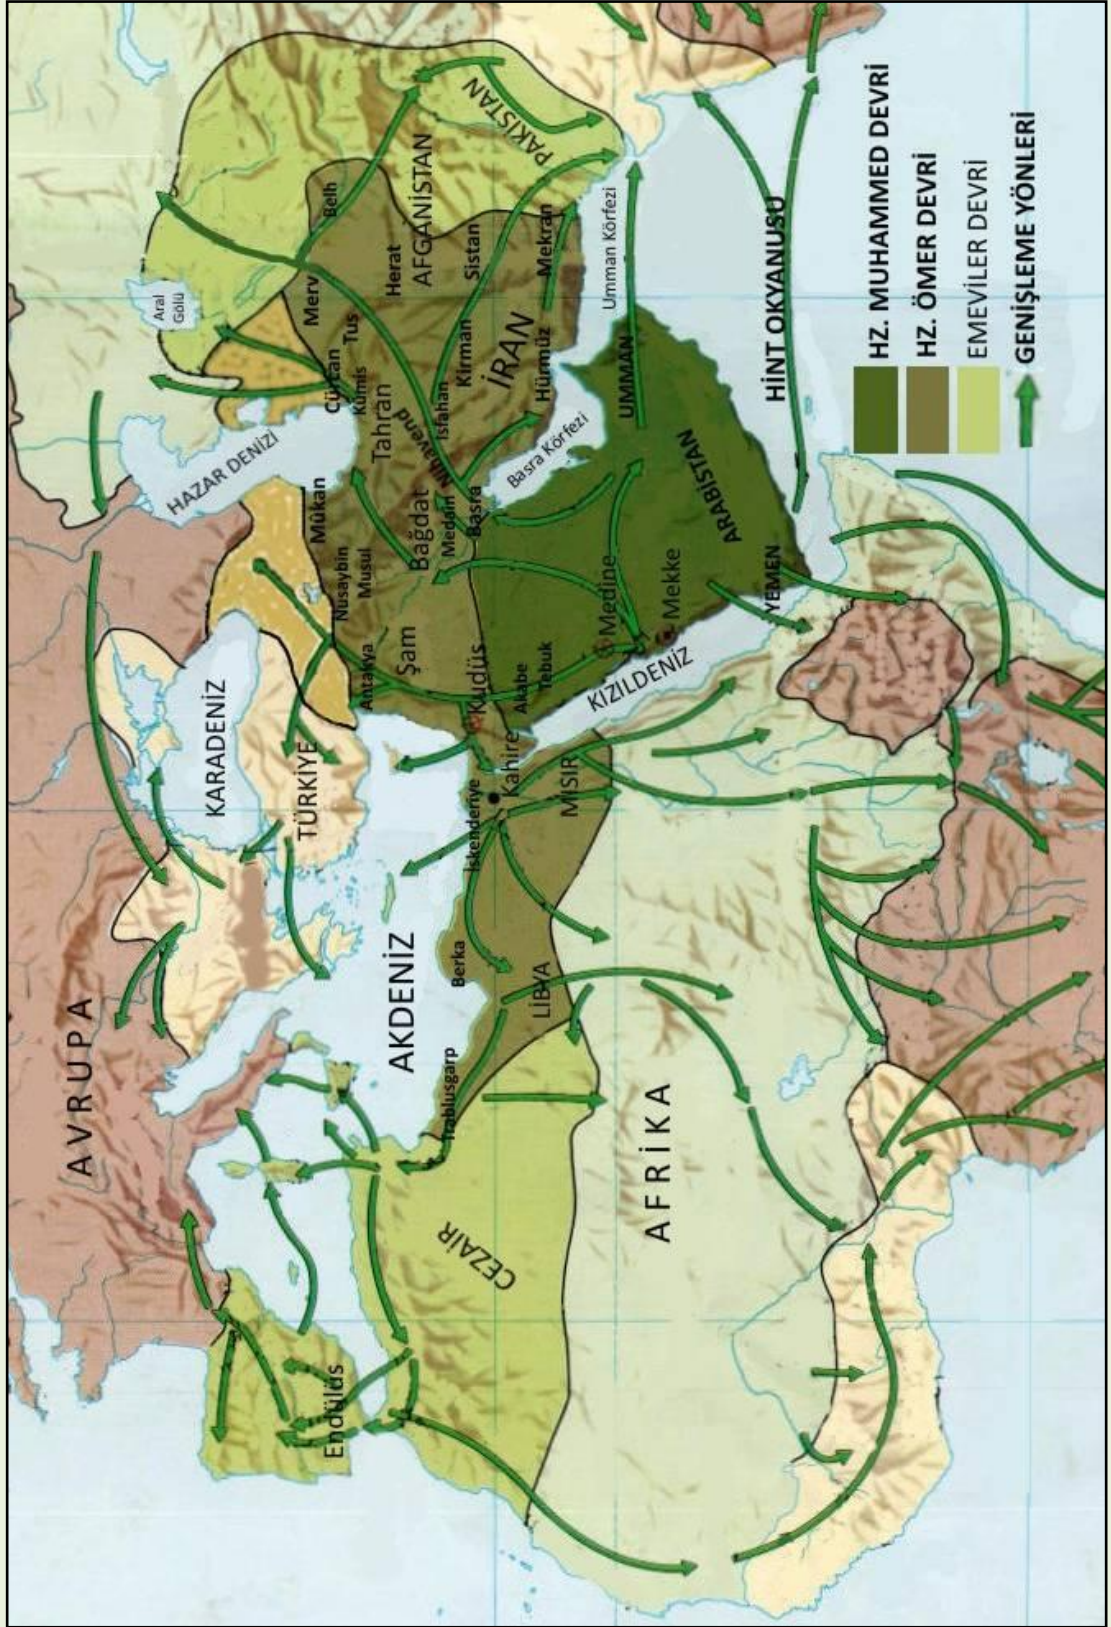 AVRUPA
KARADENİZ
HAZAR DENİZİ
Aral
Gölü
TÜRKİYE
AKDENİZ
Endülüs
CEZAİR
Trablusgarp
Berka
LİBYA
İskenderiye
Kahire
MISIR
Kudüs
Akabe
Tebuk
Antakya
Şam
Nusaybin
Musul
Mûkan
Bağdat
Medain
Nihavend
Basra
Tahran
Isfahan
Cürcan
Kumis
Tus
Merv
Belh
Herat
AFGANİSTAN
PAKİSTAN
Sistan
Kirman
İRAN
Hürmüz
Mekran
Basra Körfezi
Umman Körfezi
UMMAN
ARABİSTAN
Medine
Mekke
YEMEN
KIZILDENİZ
AFRİKA
HİNT OKYANUSU
HZ. MUHAMMED DEVRİ
HZ. ÖMER DEVRİ
EMEVİLER DEVRİ
GENİŞLEME YÖNLERİ